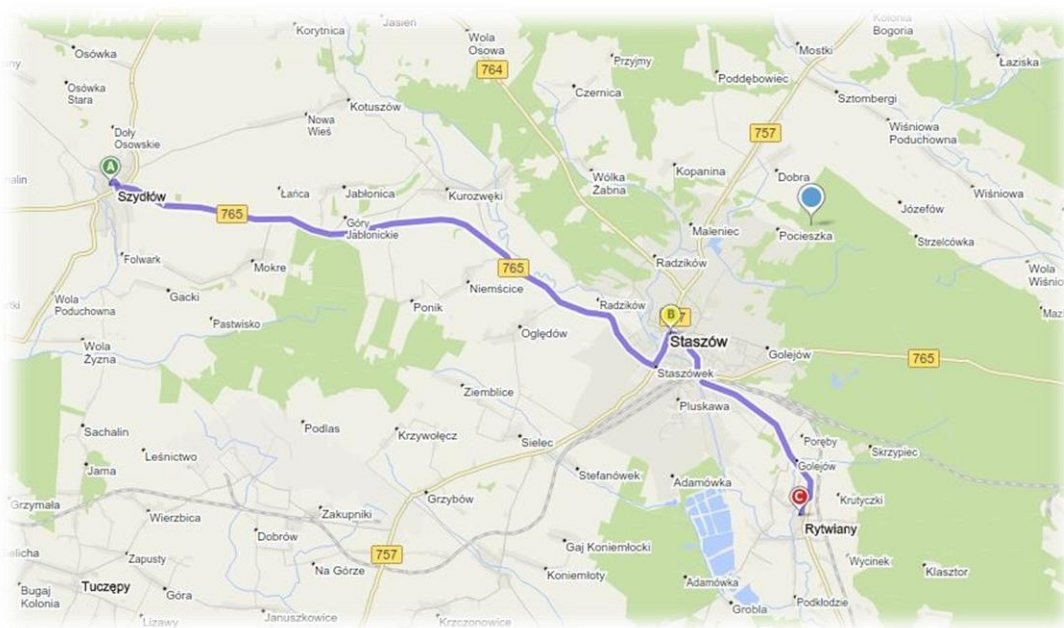 Kolonia
Bogoria
Jasień
Korytnica
Wola
Osowa
Mostki
Osówka
Przyjmy
Łaziska
764
Poddębowiec
Osówka
Stara
Czernica
Sztombergi
Kotuszów
Nowa
Wieś
Wiśniowa
Poduchowna
757
Doły
Osowskie
A
Szydłów
Łańca
Jabłonica
Kurozwęki
Wólka
Żabna
Kopanina
Dobra
Wiśniowa
Józefów
765
Góry
Jabłonickie
Maleniec
Pocieszka
Strzelcówka
Folwark
Mokre
765
Radzików
Wola
Wiśnio
Wola
Poduchowna
Gacki
Niemścice
Ponik
Radzików
B
7
Staszów
Pastwisko
Oględów
Wola
Żyzna
Golejów
765
Staszówek
Ziemblice
Pluskawa
Sachalin
Podlas
Krzywołęcz
Sielec
Poręby
Skrzypiec
Leśnictwo
Jama
Golejów
Stefanówek
Adamówka
C
Rytwiany
Krutyczki
Grzymała
Wierzbica
Zakupniki
Grzybów
Dobrów
757
Gaj Koniemłocki
Wycinek
Klasztor
Zapusty
Na Górze
Koniemłoty
Adamówka
Tuczępy
Bugaj
Kolonia
Góra
Podkłodzie
Grobla
Lizawy
Januszkowice
Krzczonowice